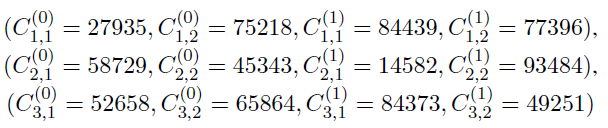 (C_{1,1}^{(0)} = 27935, C_{1,2}^{(0)} = 75218, C_{1,1}^{(1)} = 84439, C_{1,2}^{(1)} = 77396),
(C_{2,1}^{(0)} = 58729, C_{2,2}^{(0)} = 45343, C_{2,1}^{(1)} = 14582, C_{2,2}^{(1)} = 93484),
(C_{3,1}^{(0)} = 52658, C_{3,2}^{(0)} = 65864, C_{3,1}^{(1)} = 84373, C_{3,2}^{(1)} = 49251)